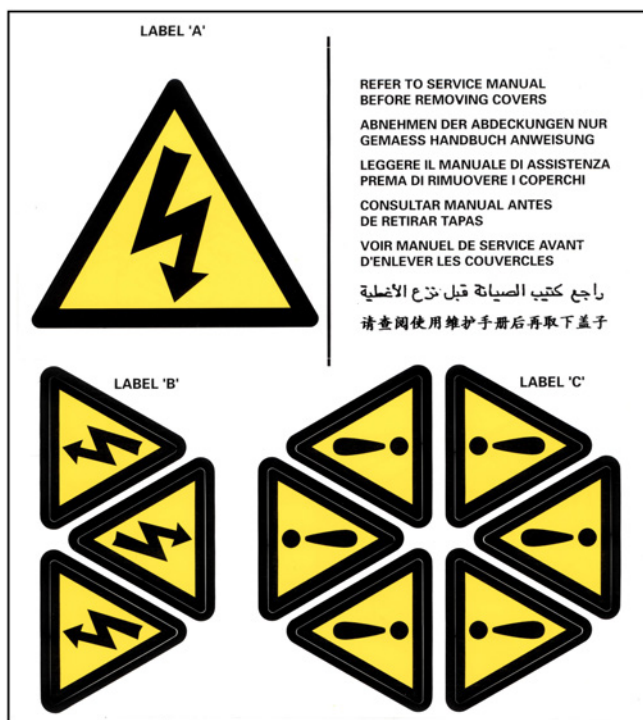 LABEL 'A'
REFER TO SERVICE MANUAL
BEFORE REMOVING COVERS
ABNEHMEN DER ABDECKUNGEN NUR
GEMAESS HANDBUCH ANWEISUNG
LEGGERE IL MANUALE DI ASSISTENZA
PREMA DI RIMUOVERE I COPERCHI
CONSULTAR MANUAL ANTES
DE RETIRAR TAPAS
VOIR MANUEL DE SERVICE AVANT
D'ENLEVER LES COUVERCLES
راجع كتيب الصيانة قبل نزع الأغطية
请查阅使用维护手册后再取下盖子
LABEL 'B'
LABEL 'C'